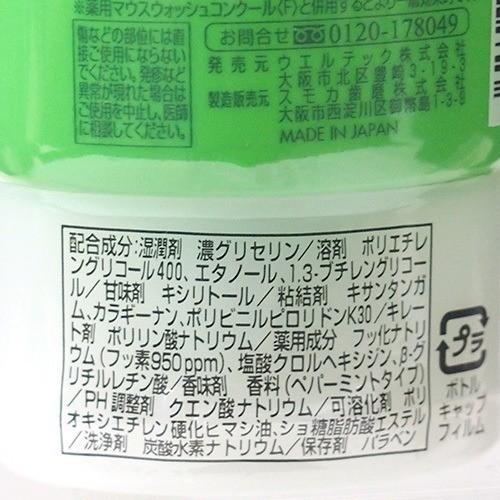 ※薬用マウスウォッシュコンクール〈F〉と併用すると
傷などの部位には直
接ご使用にならない
でください。発疹など
異常が現れた場合は
ご使用を中止し、医師
に相談してください。
お問合せ 0120-178049
発売元 ウエルテック株式会社
大阪市北区豊崎3-19-3
製造販売元 スモカ歯磨株式会社
大阪市西淀川区御幣島1-3-9
MADE IN JAPAN
配合成分:湿潤剤 濃グリセリン/溶剤 ポリエチレ
ングリコール400、エタノール、1.3-ブチレングリコー
ル/甘味剤 キシリトール/粘結剤 キサンタンガ
ム、カラギーナン、ポリビニルピロリドンK30/キレー
ト剤 ポリリン酸ナトリウム/薬用成分 フッ化ナトリ
ウム(フッ素950ppm)、塩酸クロルヘキシジン、β-グ
リチルレチン酸/香味剤 香料(ペパーミントタイプ)
/PH調整剤 クエン酸ナトリウム/可溶化剤 ポリ
オキシエチレン硬化ヒマシ油、ショ糖脂肪酸エステル
/洗浄剤 炭酸水素ナトリウム/保存剤 パラベン
プラ
ボトル
キャップ
フィルム